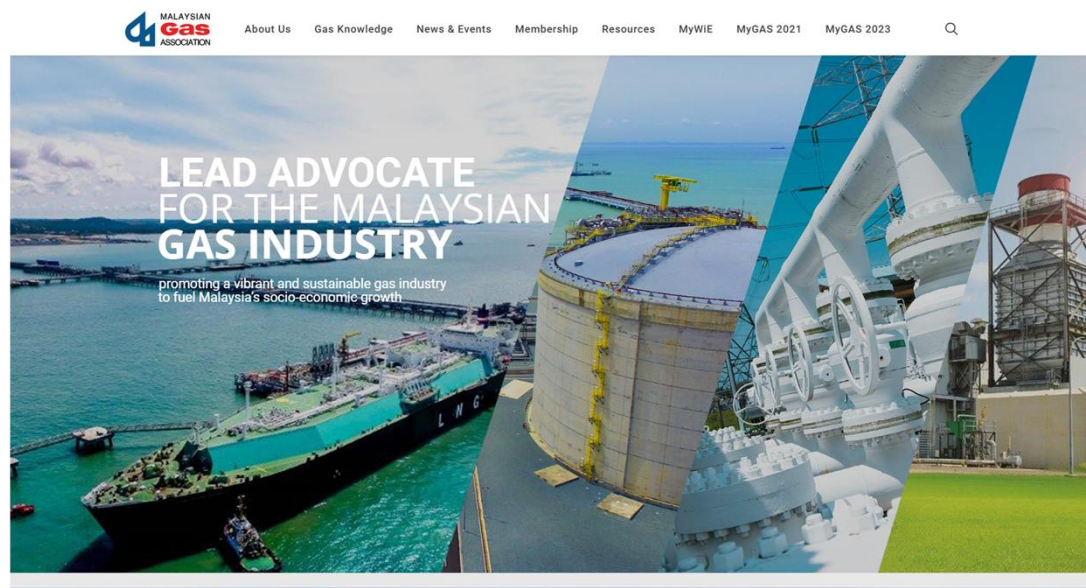 MALAYSIAN
Gas
ASSOCIATION
About Us Gas Knowledge News & Events Membership Resources MyWiE MyGAS 2021 MyGAS 2023
LEAD ADVOCATE
FOR THE MALAYSIAN
GAS INDUSTRY
promoting a vibrant and sustainable gas industry
to fuel Malaysia's socio-economic growth
LNG